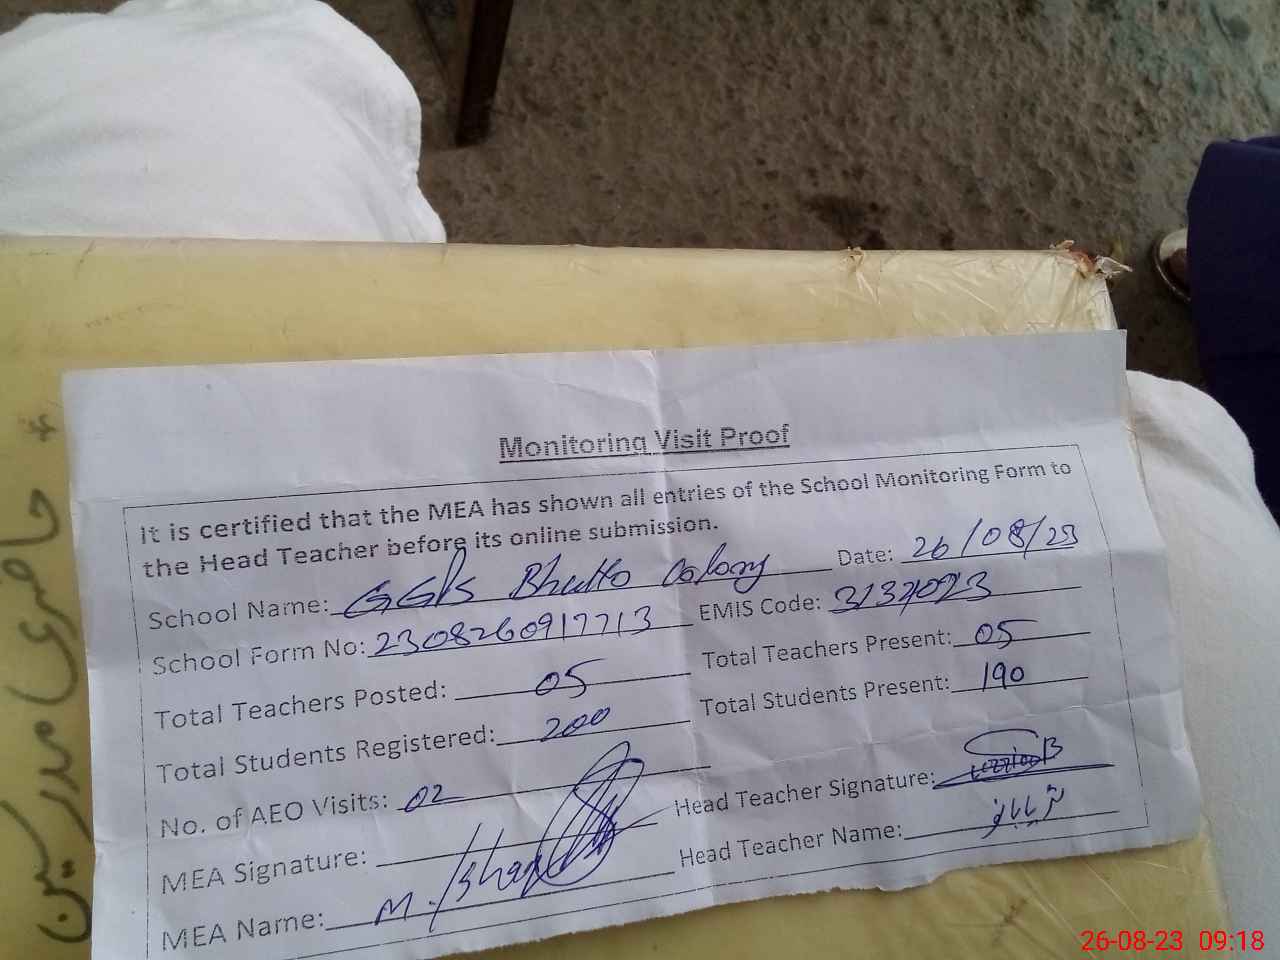 Monitoring Visit Proof
It is certified that the MEA has shown all entries of the School Monitoring Form to
the Head Teacher before its online submission.
School Name: GGPS Bhutto Colony Date: 26/08/23
School Form No: 2308260917713 EMIS Code:
Total Teachers Posted: 05 Total Teachers Present: 05
Total Students Registered: 200 Total Students Present: 190
No. of AEO Visits: 02
MEA Signature: Head Teacher Signature:
MEA Name: M. Head Teacher Name:
حاضری مدرسین
26-08-23 09:18